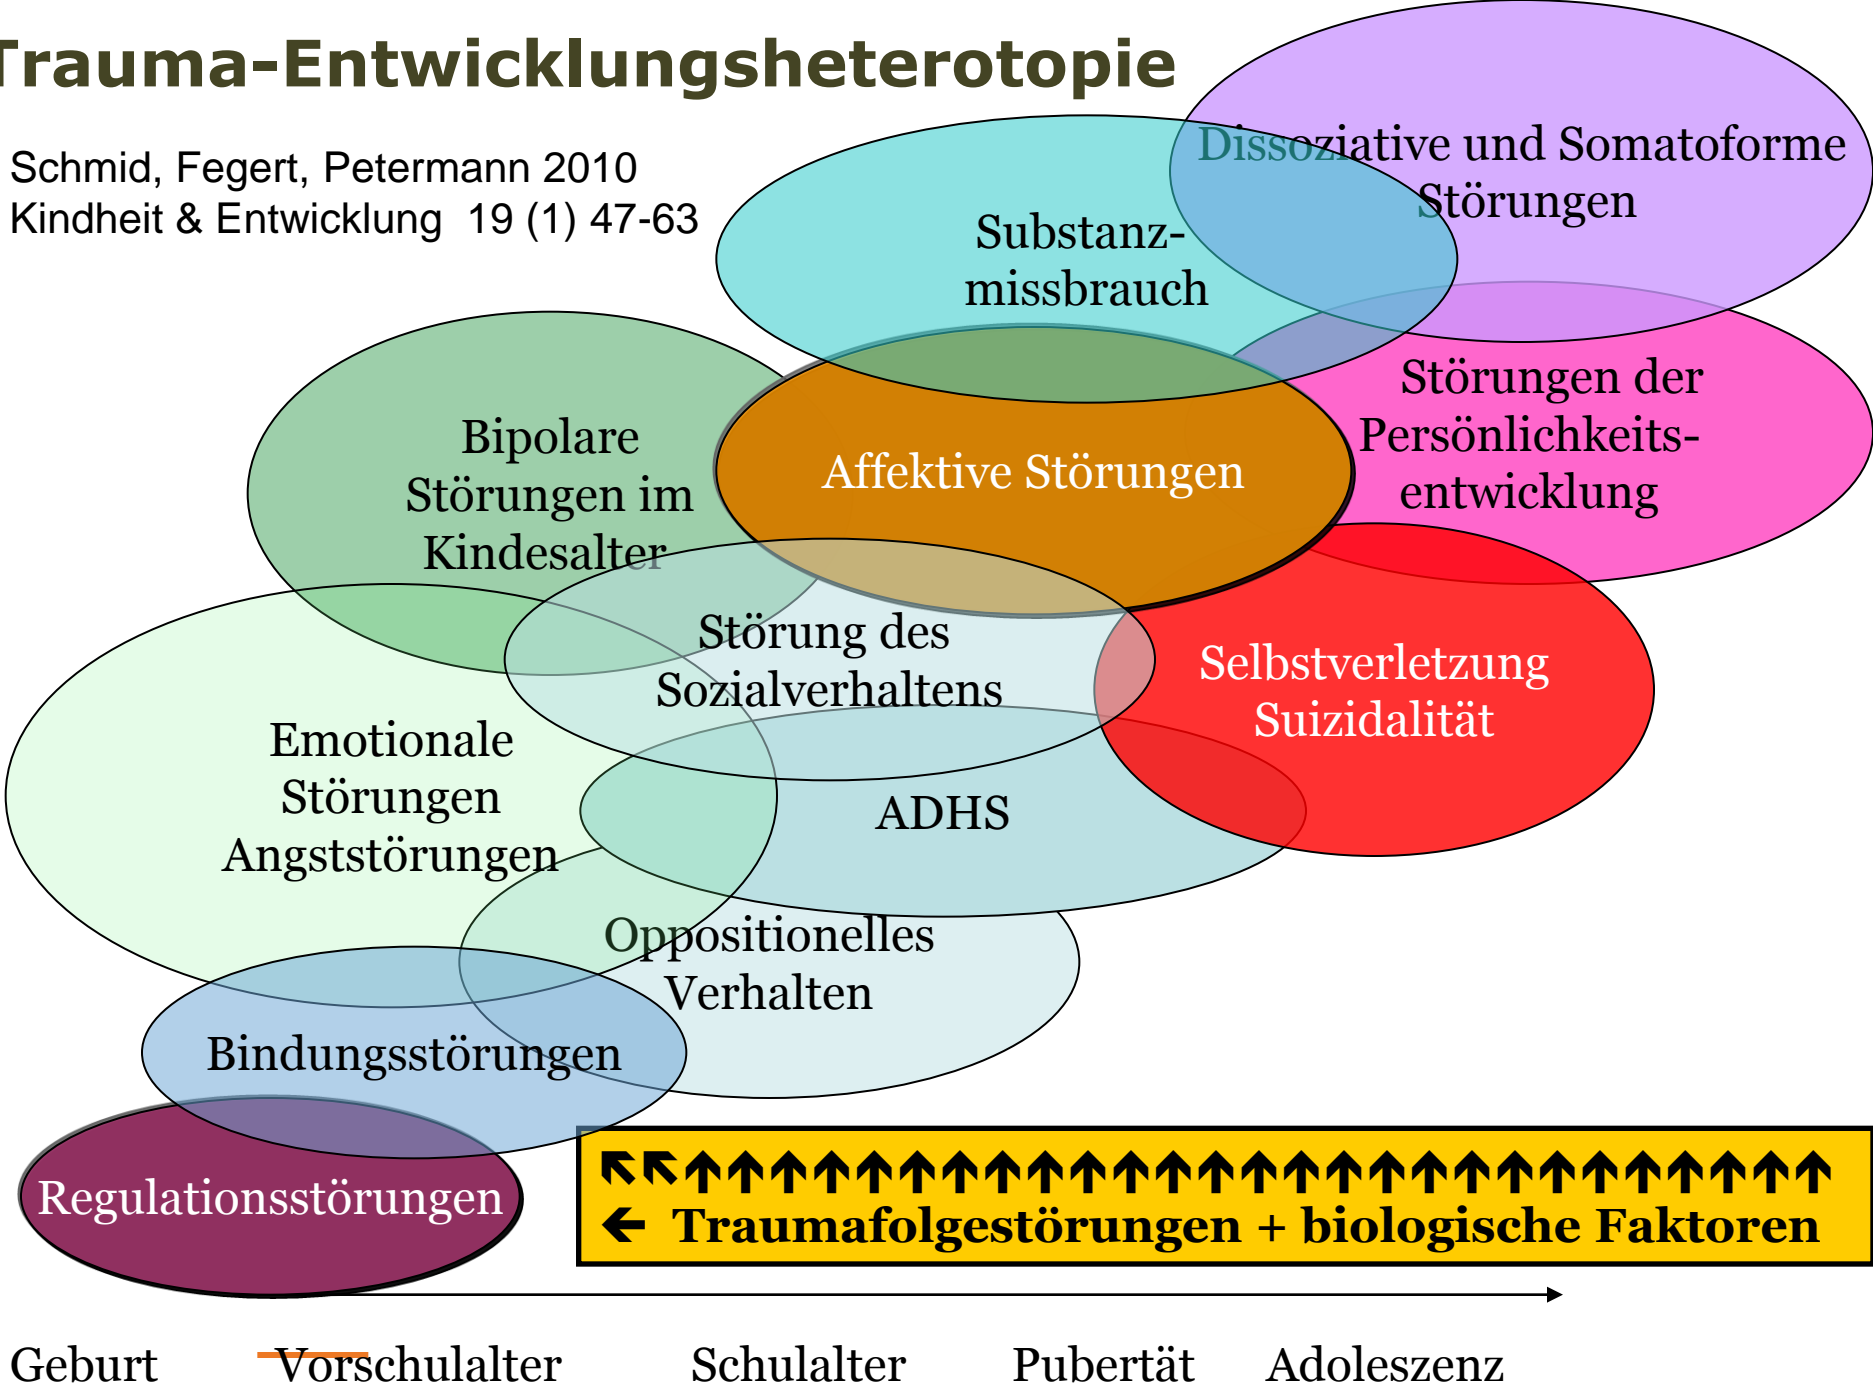 Trauma-Entwicklungsheterotopie
Schmid, Fegert, Petermann 2010
Kindheit & Entwicklung 19 (1) 47-63
Dissoziative und Somatoforme
Störungen
Substanz-
missbrauch
Störungen der
Persönlichkeits-
entwicklung
Bipolare
Störungen im
Kindesalter
Affektive Störungen
Störung des
Sozialverhaltens
Selbstverletzung
Suizidalität
Emotionale
Störungen
Angststörungen
ADHS
Oppositionelles
Verhalten
Bindungsstörungen
Regulationsstörungen
↖↖↑↑↑↑↑↑↑↑↑↑↑↑↑↑↑↑↑↑↑↑↑↑↑↑↑↑↑
← Traumafolgestörungen + biologische Faktoren
Geburt Vorschulalter Schulalter Pubertät Adoleszenz